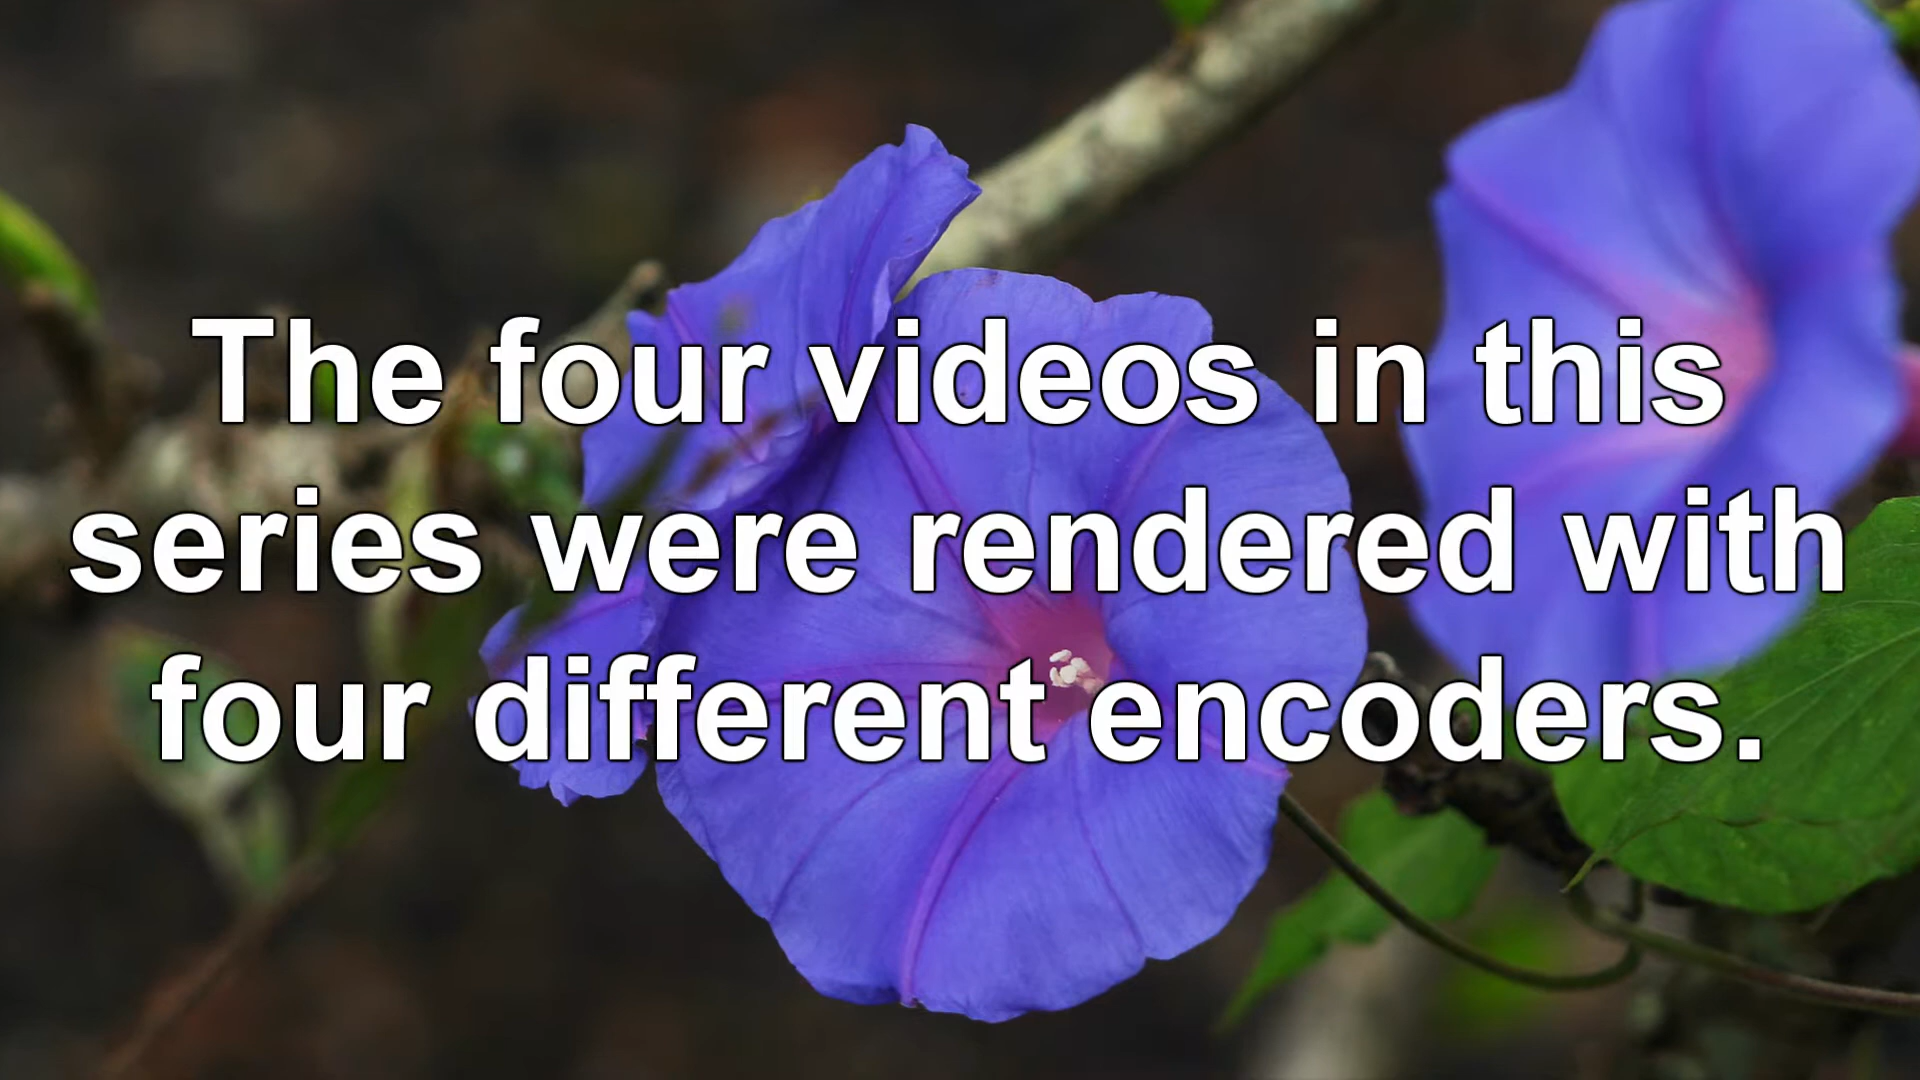 The four videos in this
series were rendered with
four different encoders.